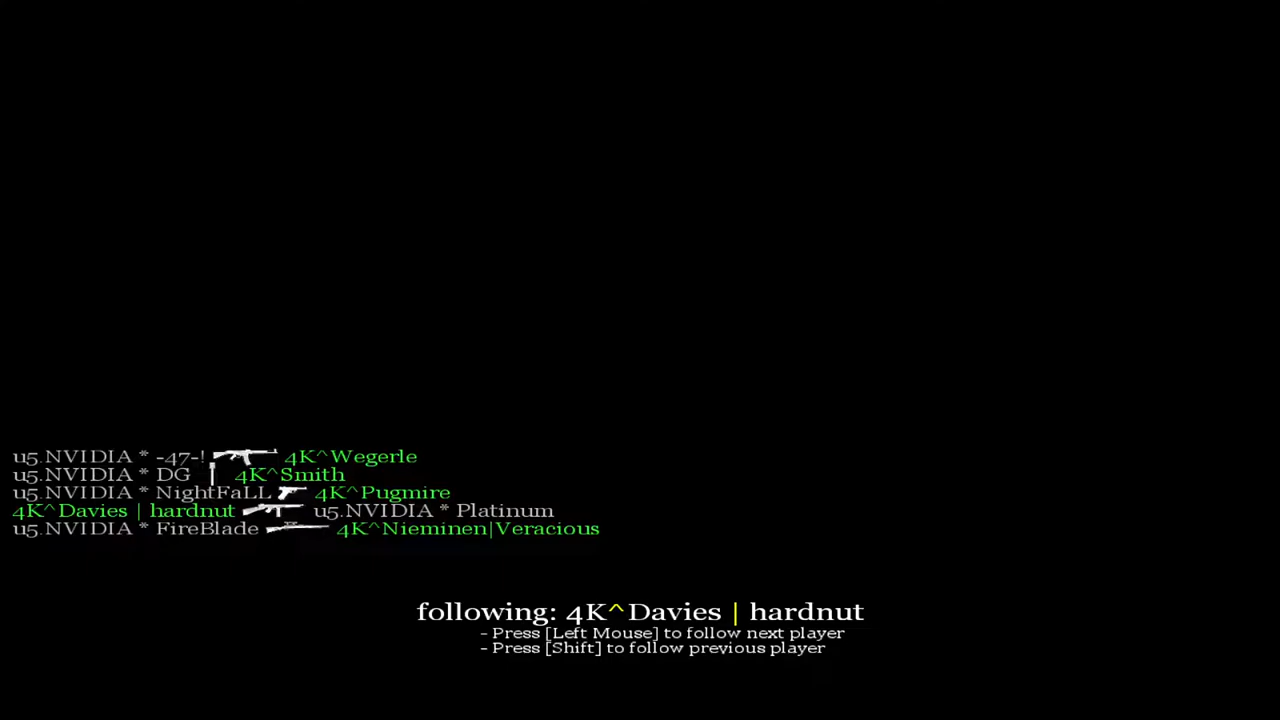 u5.NVIDIA * -47-! 4K^Wegerle
u5.NVIDIA * DG 4K^Smith
u5.NVIDIA * NightFaLL 4K^Pugmire
4K^Davies | hardnut u5.NVIDIA * Platinum
u5.NVIDIA * FireBlade 4K^Nieminen|Veracious
following: 4K^Davies | hardnut
- Press [Left Mouse] to follow next player
- Press [Shift] to follow previous player